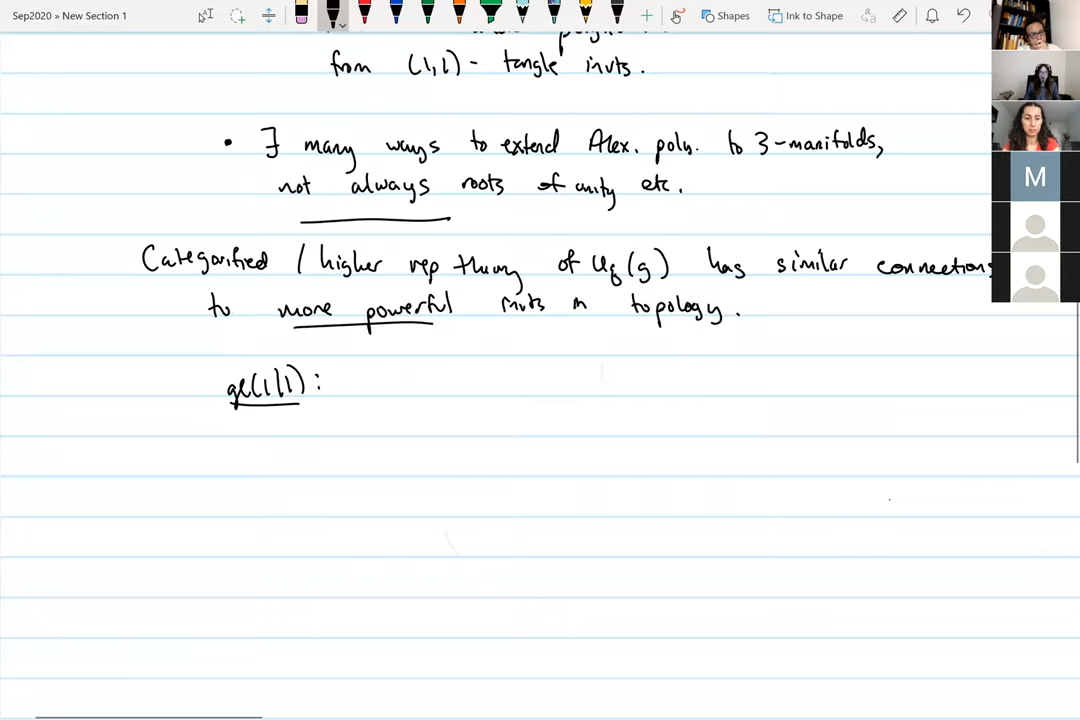 Sep2020 » New Section 1
Shapes
Ink to Shape
from (1,1) - tangle invts.
• ∃ many ways to extend Alex. poly. to 3-manifolds,
not always roots of unity etc.
Categorified / higher rep theory of Uq(g) has similar connections
to more powerful invts in topology.
gl(1|1):
M